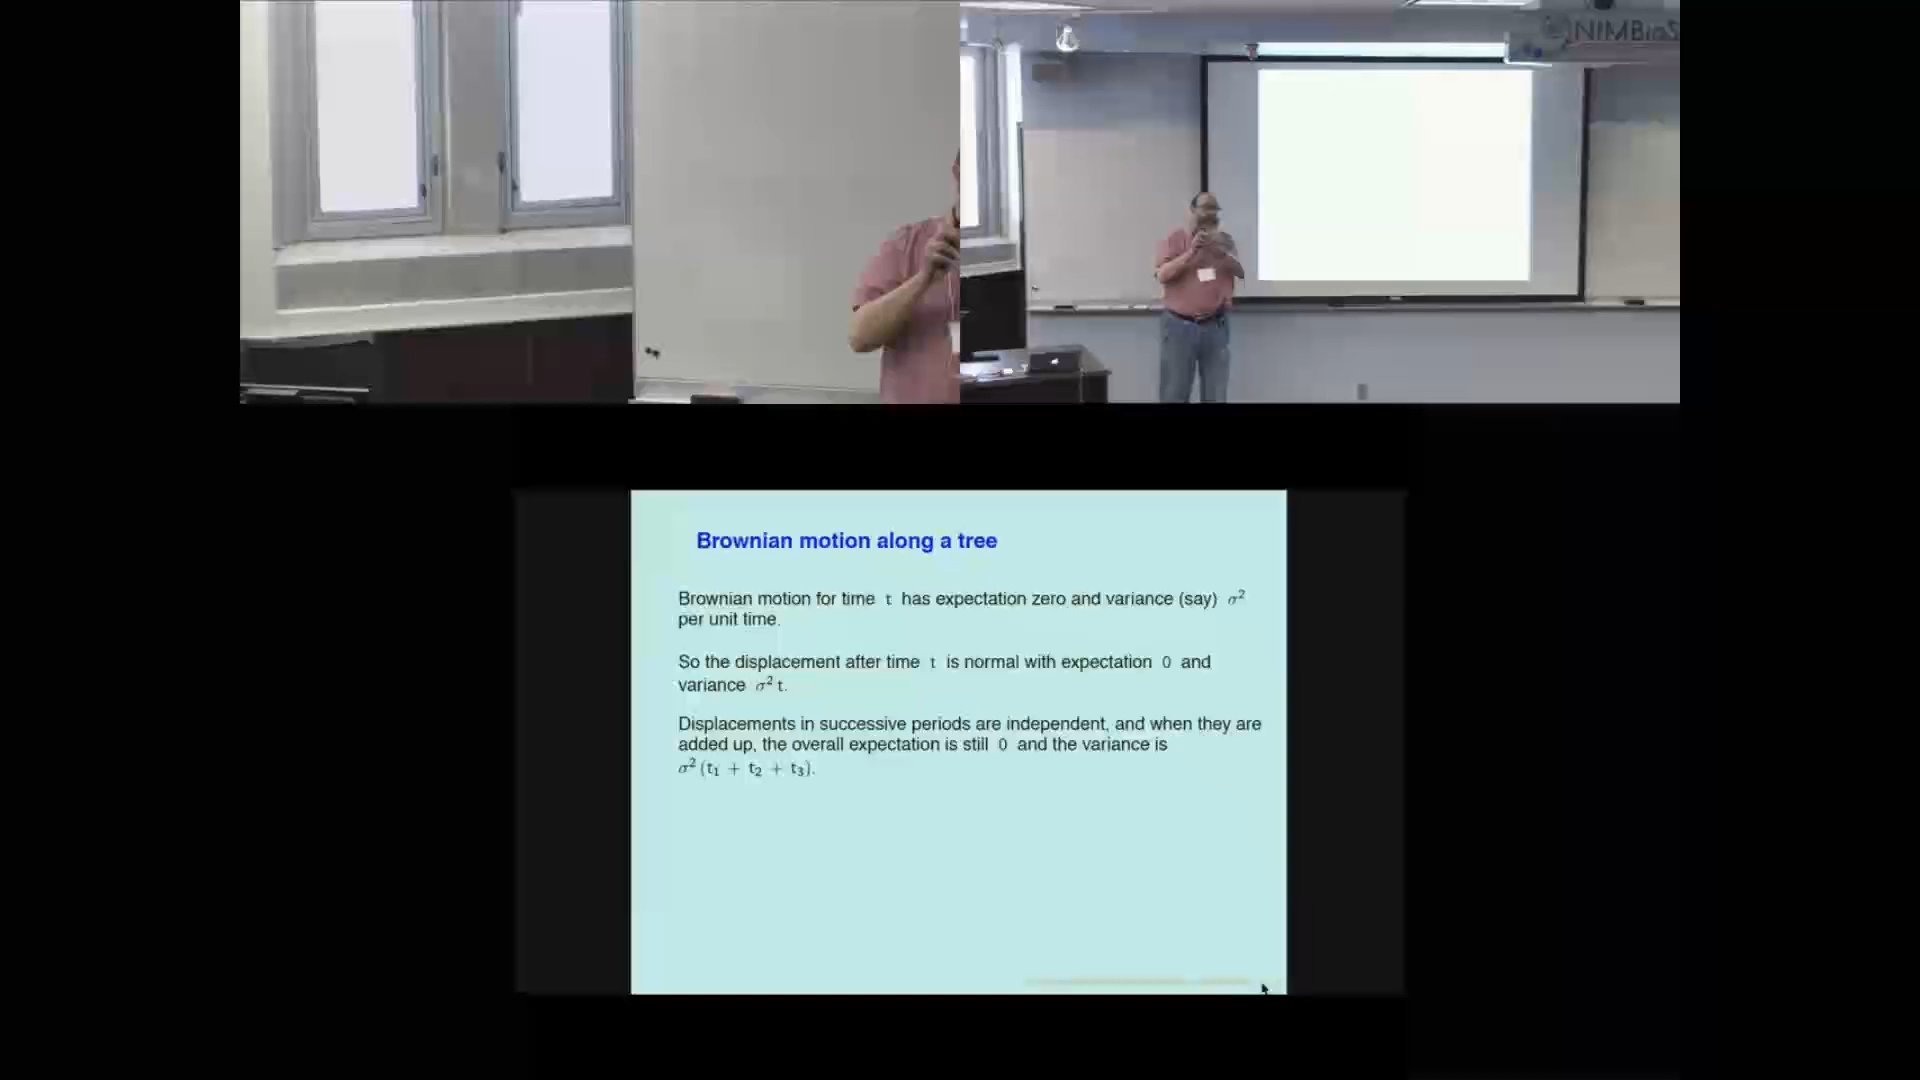 NIMBioS
Brownian motion along a tree
Brownian motion for time t has expectation zero and variance (say) σ²
per unit time.
So the displacement after time t is normal with expectation 0 and
variance σ² t.
Displacements in successive periods are independent, and when they are
added up, the overall expectation is still 0 and the variance is
σ² (t₁ + t₂ + t₃).